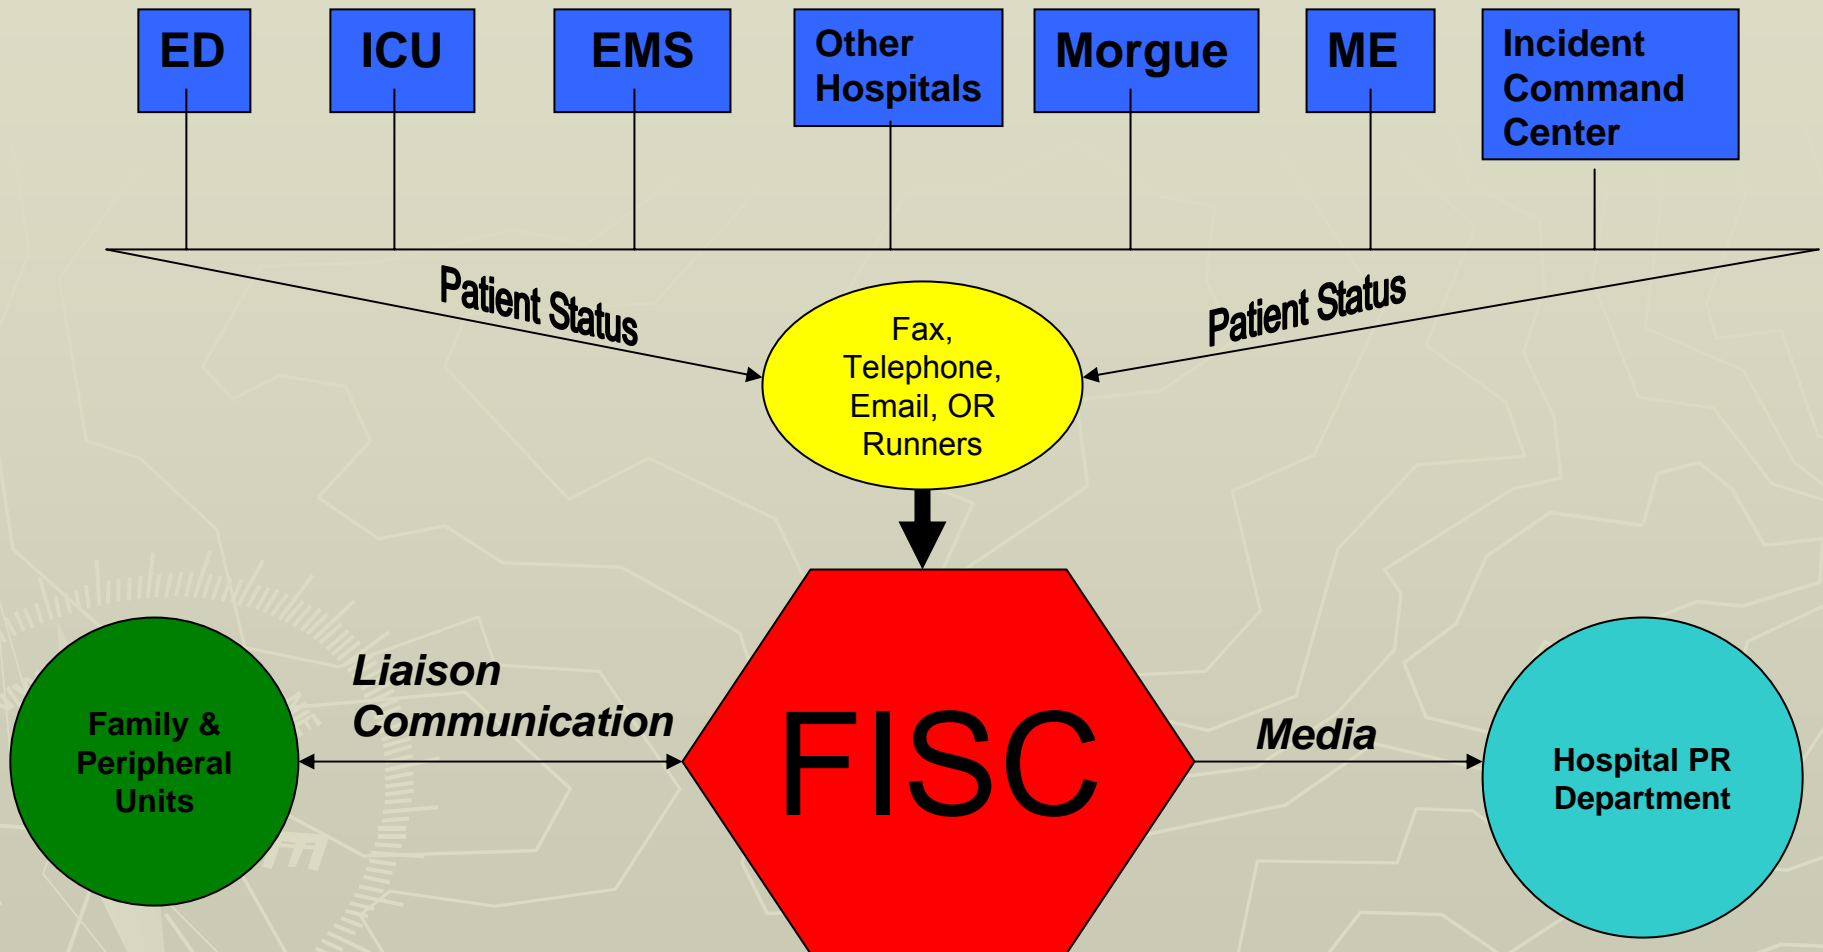 ED
ICU
EMS
Other
Hospitals
Morgue
ME
Incident
Command
Center
Patient Status
Patient Status
Fax,
Telephone,
Email, OR
Runners
Family &
Peripheral
Units
Liaison
Communication
FISC
Media
Hospital PR
Department